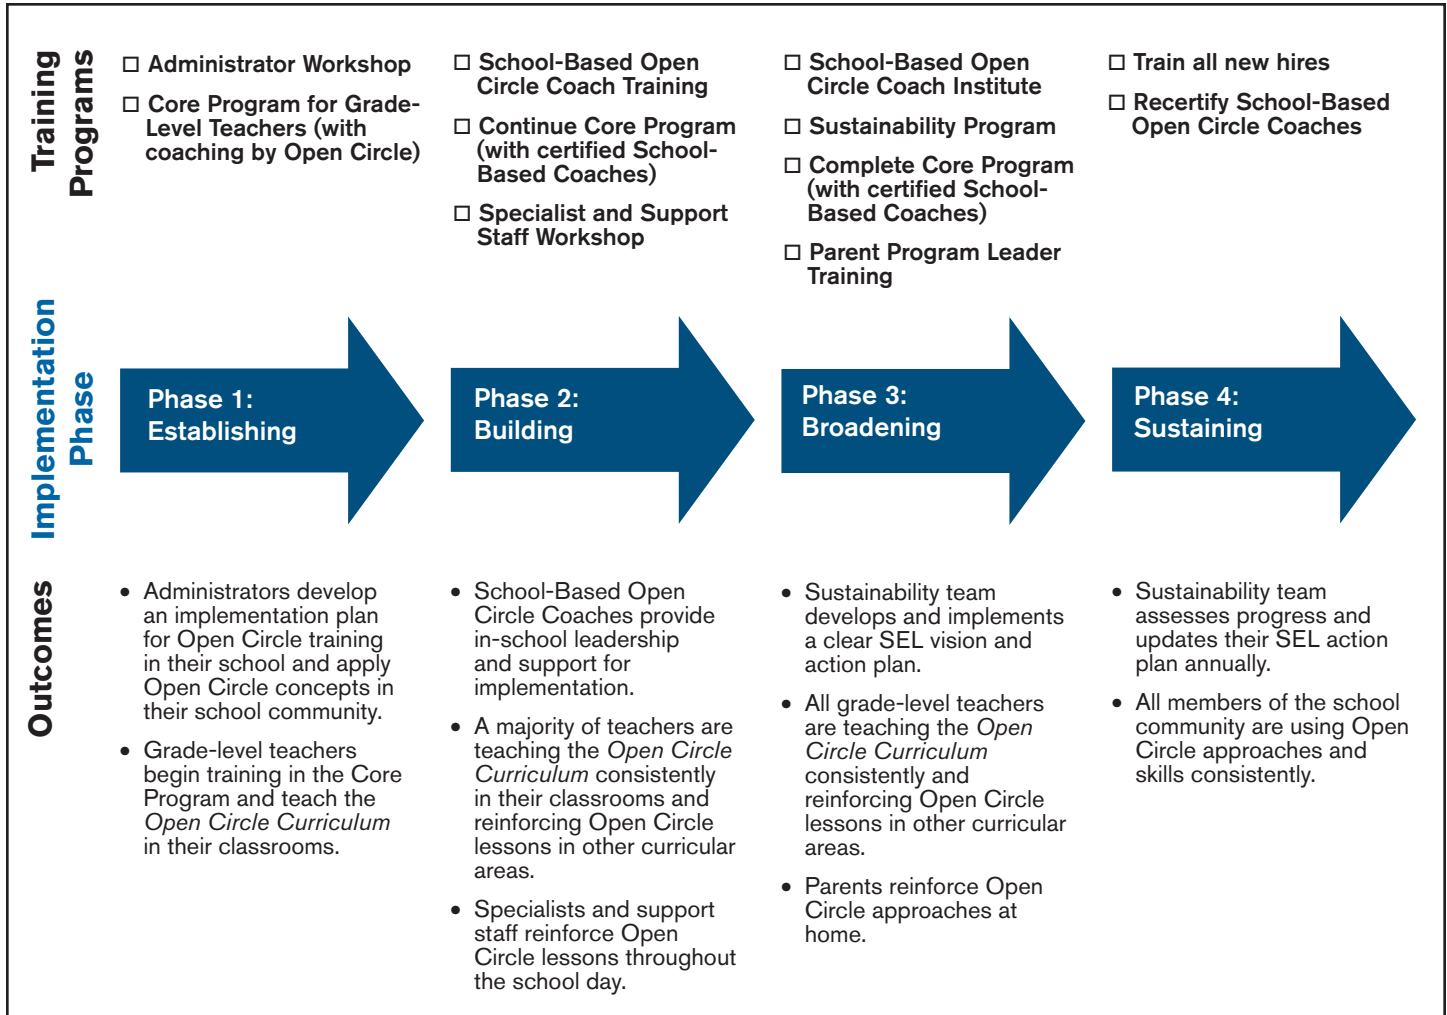 Training
Programs
☐ Administrator Workshop
☐ Core Program for Grade-
Level Teachers (with
coaching by Open Circle)
☐ School-Based Open
Circle Coach Training
☐ Continue Core Program
(with certified School-
Based Coaches)
☐ Specialist and Support
Staff Workshop
☐ School-Based Open
Circle Coach Institute
☐ Sustainability Program
☐ Complete Core Program
(with certified School-
Based Coaches)
☐ Parent Program Leader
Training
☐ Train all new hires
☐ Recertify School-Based
Open Circle Coaches
Implementation
Phase
Phase 1:
Establishing
Phase 2:
Building
Phase 3:
Broadening
Phase 4:
Sustaining
Outcomes
• Administrators develop
an implementation plan
for Open Circle training
in their school and apply
Open Circle concepts in
their school community.
• Grade-level teachers
begin training in the Core
Program and teach the
Open Circle Curriculum
in their classrooms.
• School-Based Open
Circle Coaches provide
in-school leadership
and support for
implementation.
• A majority of teachers are
teaching the Open Circle
Curriculum consistently
in their classrooms and
reinforcing Open Circle
lessons in other curricular
areas.
• Specialists and support
staff reinforce Open
Circle lessons throughout
the school day.
• Sustainability team
develops and implements
a clear SEL vision and
action plan.
• All grade-level teachers
are teaching the Open
Circle Curriculum
consistently and
reinforcing Open Circle
lessons in other curricular
areas.
• Parents reinforce Open
Circle approaches at
home.
• Sustainability team
assesses progress and
updates their SEL action
plan annually.
• All members of the school
community are using Open
Circle approaches and
skills consistently.